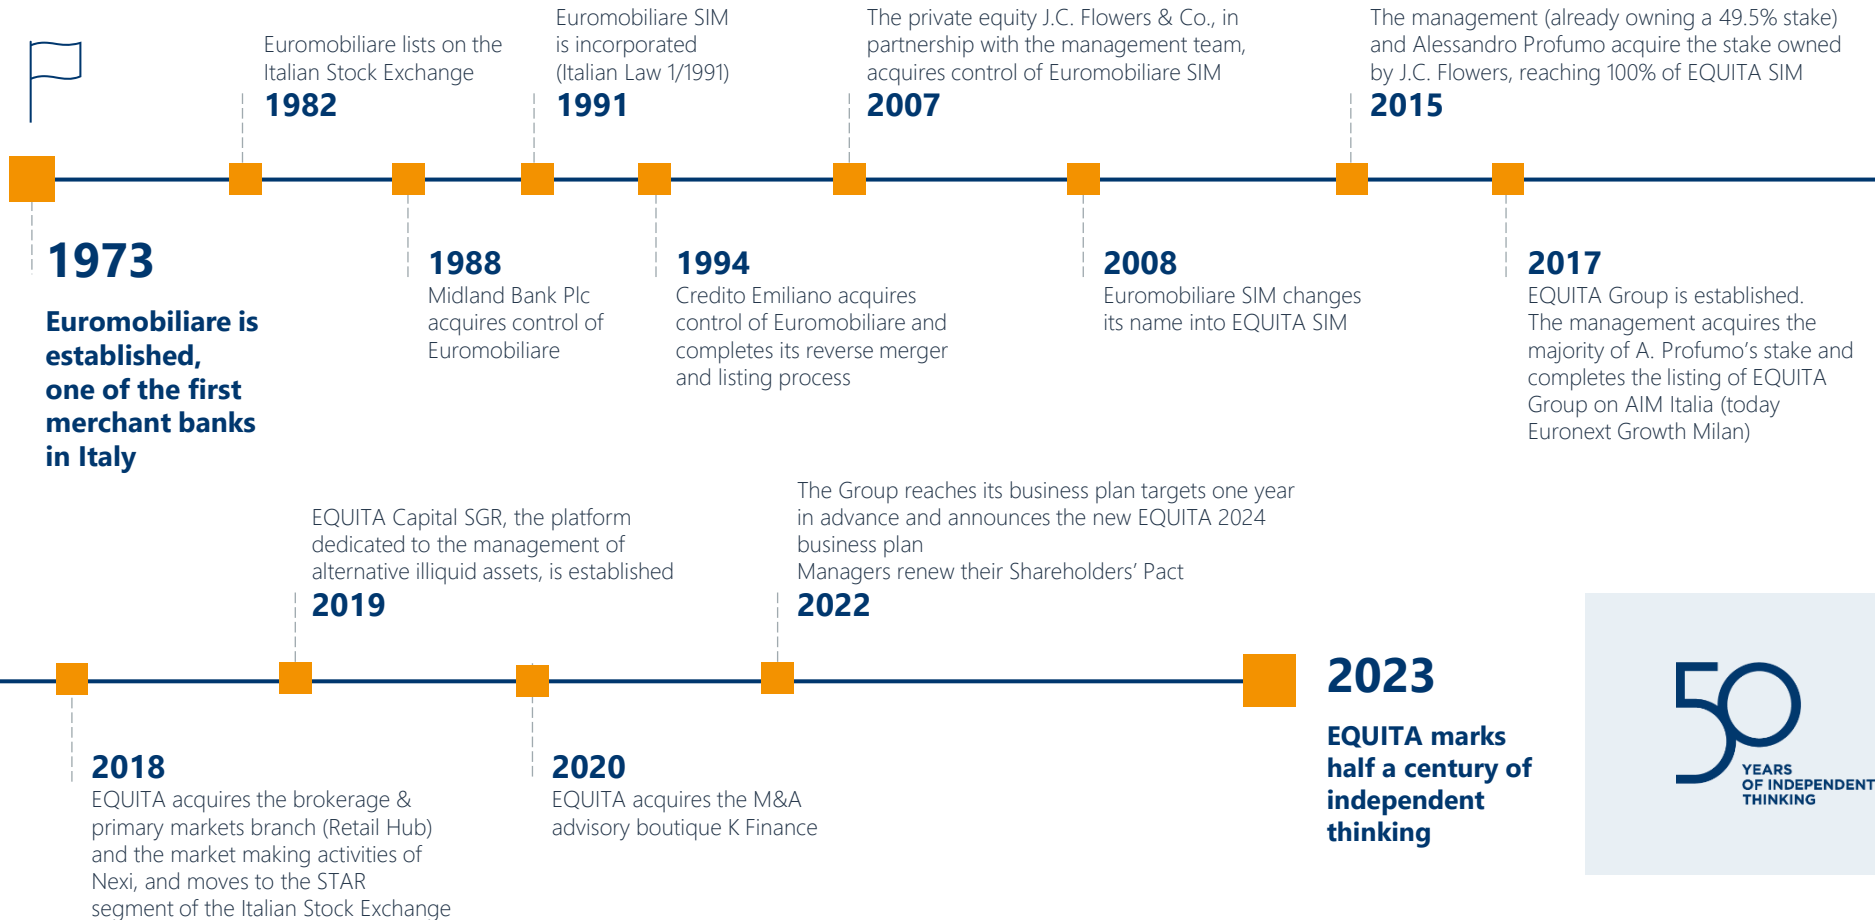 Euromobiliare lists on the
Italian Stock Exchange
1982
Euromobiliare SIM
is incorporated
(Italian Law 1/1991)
1991
The private equity J.C. Flowers & Co., in
partnership with the management team,
acquires control of Euromobiliare SIM
2007
The management (already owning a 49.5% stake)
and Alessandro Profumo acquire the stake owned
by J.C. Flowers, reaching 100% of EQUITA SIM
2015
1973
Euromobiliare is
established,
one of the first
merchant banks
in Italy
1988
Midland Bank Plc
acquires control of
Euromobiliare
1994
Credito Emiliano acquires
control of Euromobiliare and
completes its reverse merger
and listing process
2008
Euromobiliare SIM changes
its name into EQUITA SIM
2017
EQUITA Group is established.
The management acquires the
majority of A. Profumo’s stake and
completes the listing of EQUITA
Group on AIM Italia (today
Euronext Growth Milan)
EQUITA Capital SGR, the platform
dedicated to the management of
alternative illiquid assets, is established
2019
The Group reaches its business plan targets one year
in advance and announces the new EQUITA 2024
business plan
Managers renew their Shareholders’ Pact
2022
2018
EQUITA acquires the brokerage &
primary markets branch (Retail Hub)
and the market making activities of
Nexi, and moves to the STAR
segment of the Italian Stock Exchange
2020
EQUITA acquires the M&A
advisory boutique K Finance
2023
EQUITA marks
half a century of
independent
thinking
50
YEARS
OF INDEPENDENT
THINKING